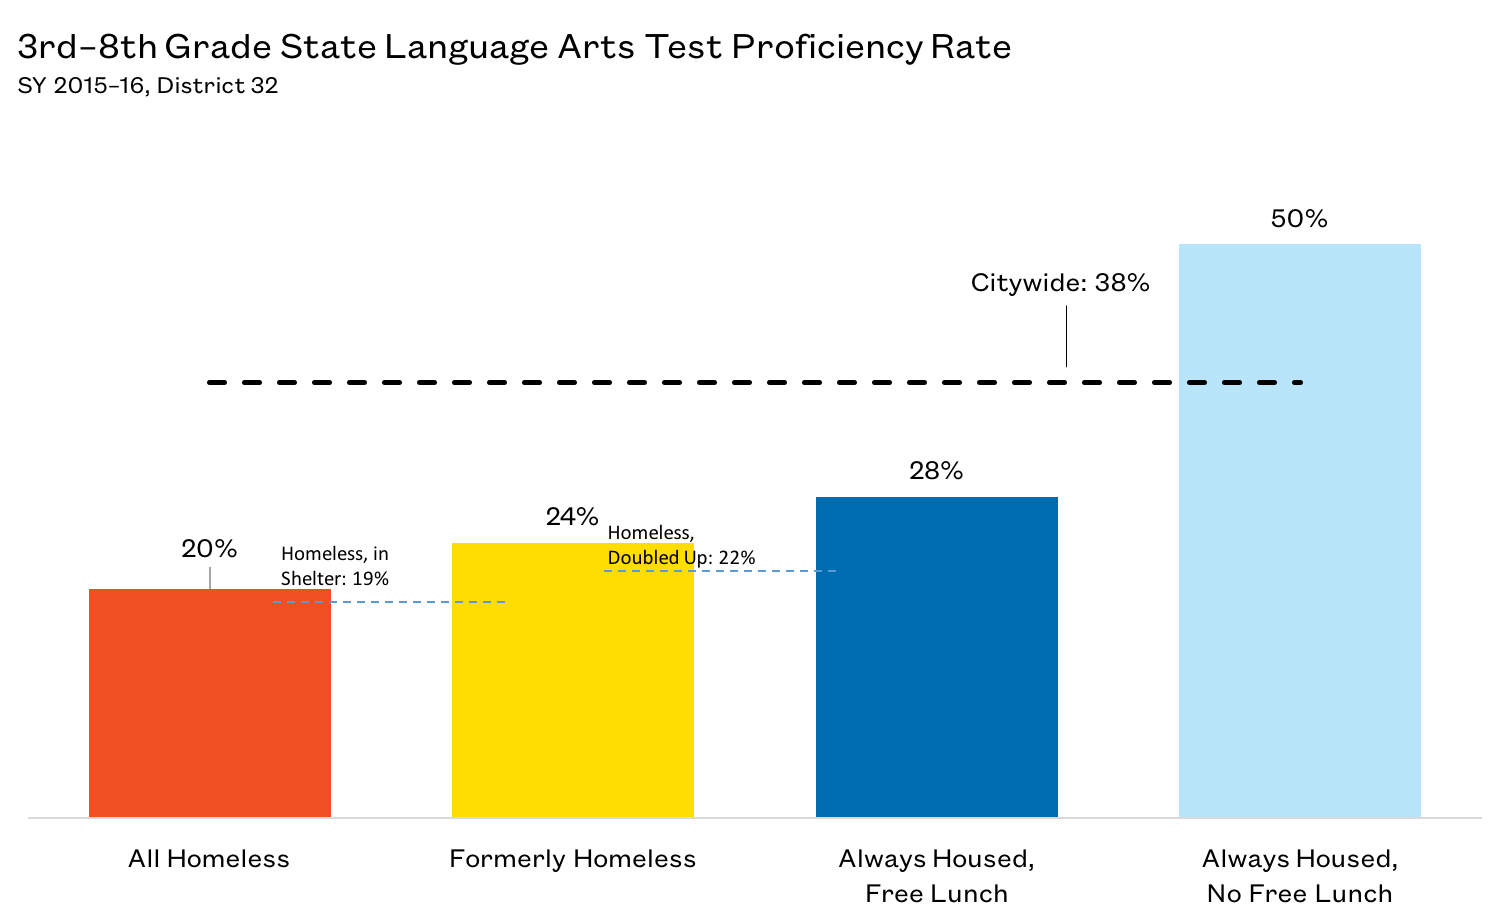 3rd–8th Grade State Language Arts Test Proficiency Rate
SY 2015–16, District 32
50%
Citywide: 38%
28%
24%
20%
Homeless, in
Shelter: 19%
Homeless,
Doubled Up: 22%
All Homeless
Formerly Homeless
Always Housed,
Free Lunch
Always Housed,
No Free Lunch